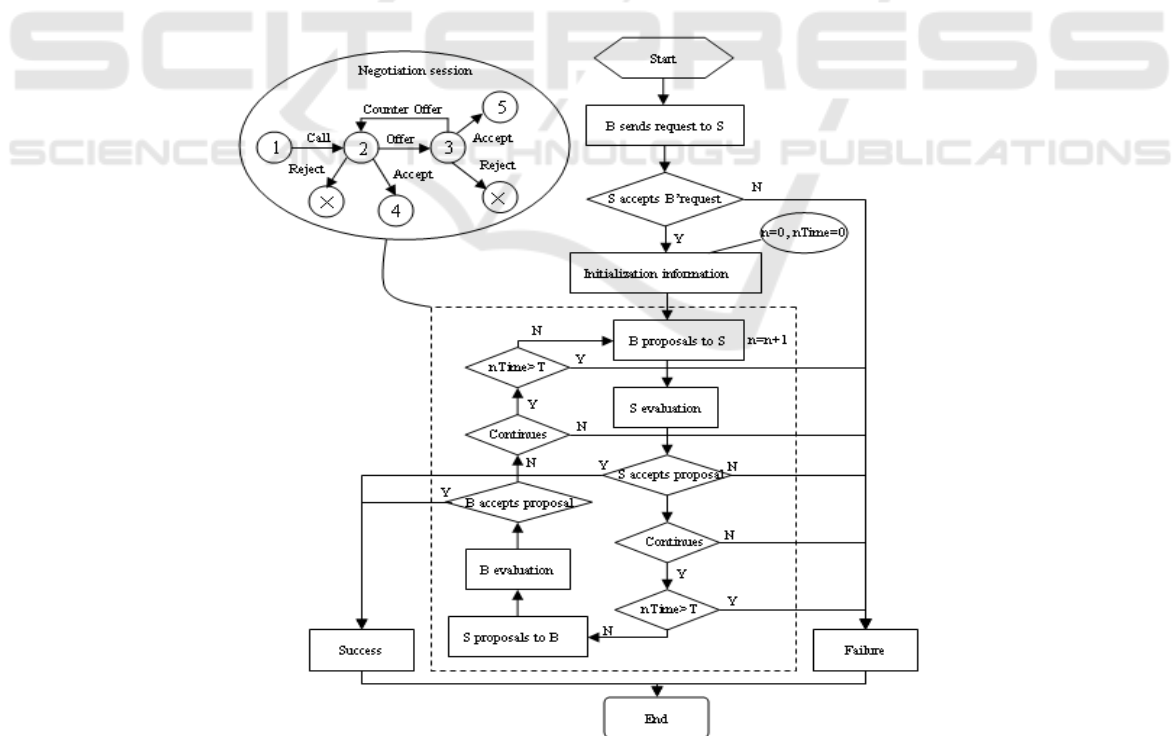 SCITEPRESS
SCIENCE AND TECHNOLOGY PUBLICATIONS
Negotiation session
Counter Offer
5
1
Call
2
Offer
3
Accept
Reject
Accept
Reject
4
Start
B sends request to S
S accepts B'request
N
Y
n=0, nTime=0
Initialization information
N
B proposals to S
n=n+1
nTime>T
Y
Y
S evaluation
Continues
N
N
Y
S accepts proposal
N
Y
B accepts proposal
Continues
N
B evaluation
Y
nTime>T
Y
S proposals to B
N
Success
Failure
End